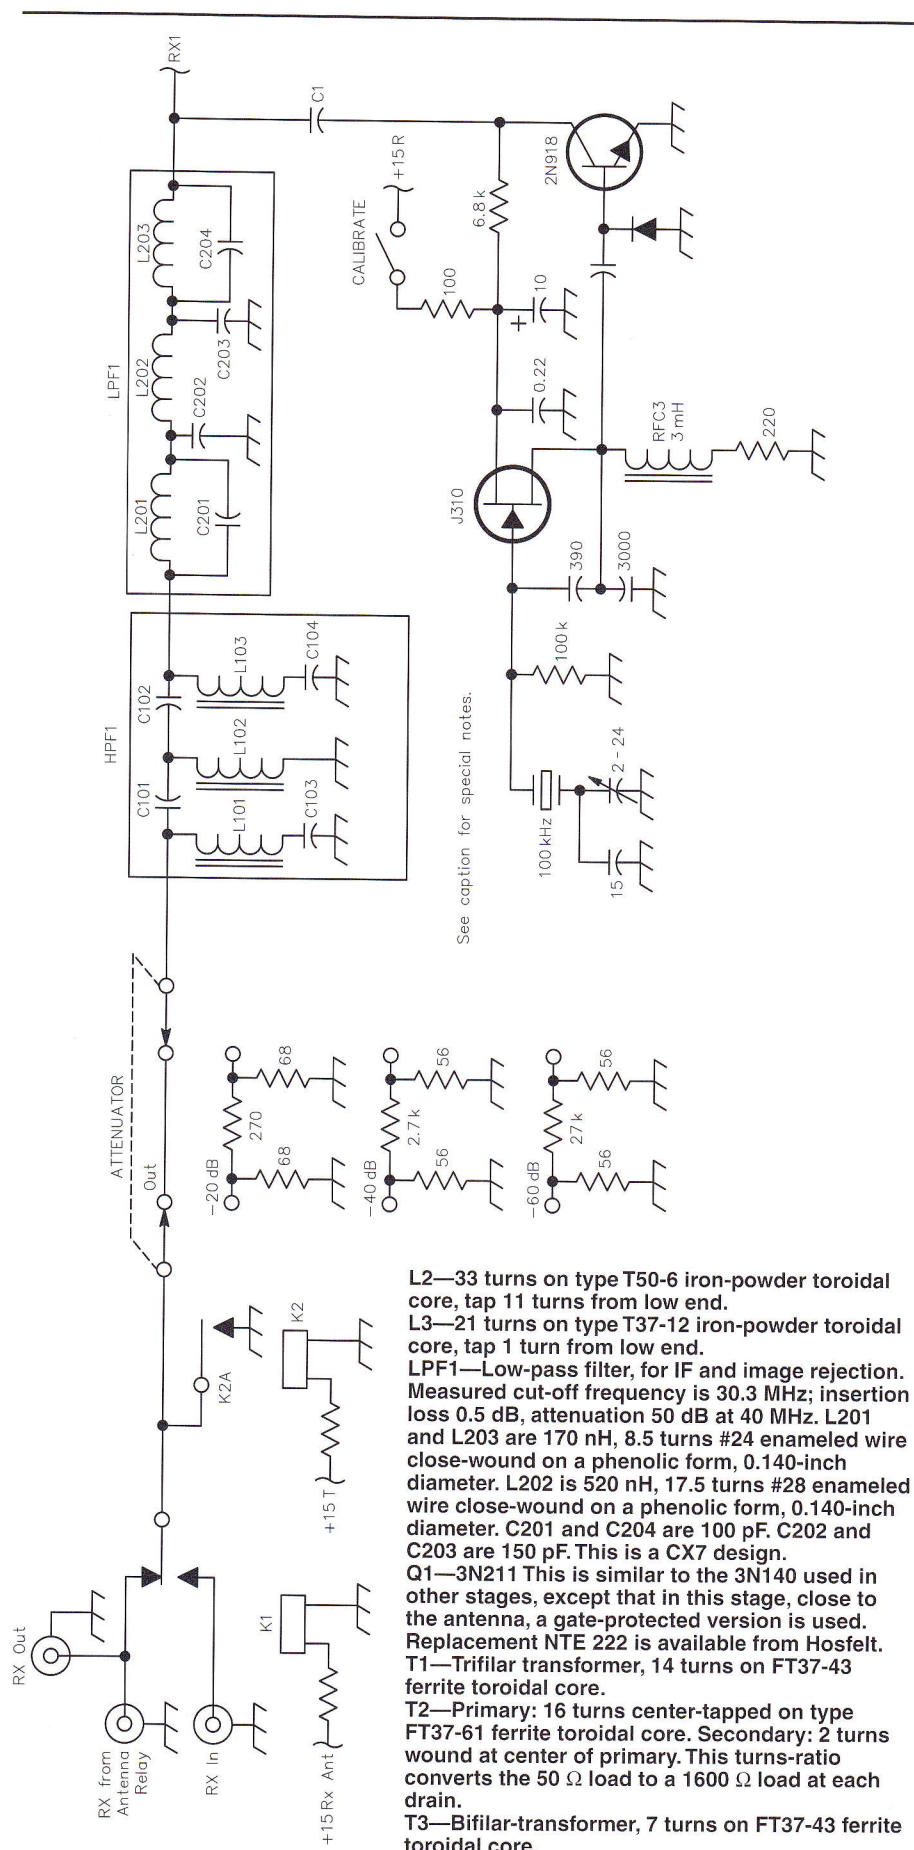 RX1
C1
LPF1
L203
C204
L202
C203
C202
L201
C201
HPF1
C102
L103
C104
L102
C101
L101
C103
CALIBRATE
+15R
100
6.8k
2N918
+
10
0.22
J310
RFC3
3 mH
220
390
3000
100k
100 kHz
2 - 24
15
See caption for special notes.
ATTENUATOR
Out
-20 dB
270
68
68
-40 dB
2.7k
56
56
-60 dB
27k
56
56
K2A
K2
+15T
K1
+15Rx Ant
RX Out
RX from
Antenna
Relay
RX In
L2—33 turns on type T50-6 iron-powder toroidal
core, tap 11 turns from low end.
L3—21 turns on type T37-12 iron-powder toroidal
core, tap 1 turn from low end.
LPF1—Low-pass filter, for IF and image rejection.
Measured cut-off frequency is 30.3 MHz; insertion
loss 0.5 dB, attenuation 50 dB at 40 MHz. L201
and L203 are 170 nH, 8.5 turns #24 enameled wire
close-wound on a phenolic form, 0.140-inch
diameter. L202 is 520 nH, 17.5 turns #28 enameled
wire close-wound on a phenolic form, 0.140-inch
diameter. C201 and C204 are 100 pF. C202 and
C203 are 150 pF. This is a CX7 design.
Q1—3N211 This is similar to the 3N140 used in
other stages, except that in this stage, close to
the antenna, a gate-protected version is used.
Replacement NTE 222 is available from Hosfelt.
T1—Trifilar transformer, 14 turns on FT37-43
ferrite toroidal core.
T2—Primary: 16 turns center-tapped on type
FT37-61 ferrite toroidal core. Secondary: 2 turns
wound at center of primary. This turns-ratio
converts the 50 Ω load to a 1600 Ω load at each
drain.
T3—Bifilar-transformer, 7 turns on FT37-43 ferrite
toroidal core.